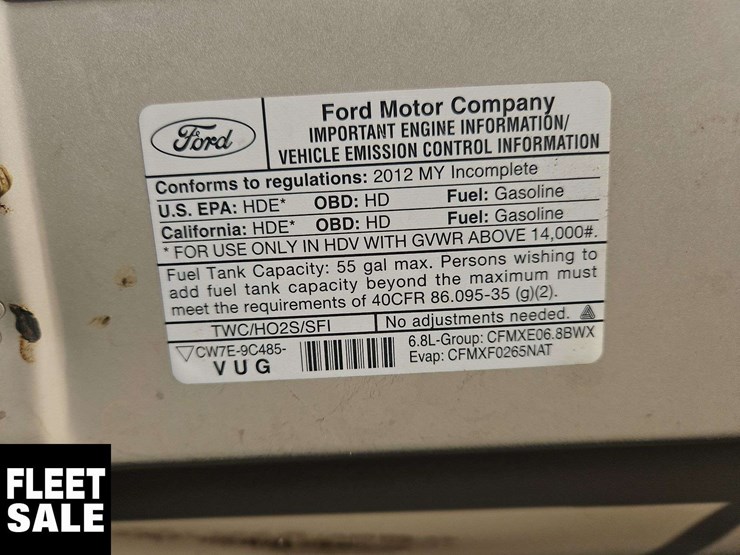 Ford
Ford Motor Company
IMPORTANT ENGINE INFORMATION/
VEHICLE EMISSION CONTROL INFORMATION
Conforms to regulations: 2012 MY Incomplete
U.S. EPA: HDE* OBD: HD Fuel: Gasoline
California: HDE* OBD: HD Fuel: Gasoline
* FOR USE ONLY IN HDV WITH GVWR ABOVE 14,000#.
Fuel Tank Capacity: 55 gal max. Persons wishing to
add fuel tank capacity beyond the maximum must
meet the requirements of 40CFR 86.095-35 (g)(2).
TWC/HO2S/SFI No adjustments needed.
CW7E-9C485-
VUG
6.8L-Group: CFMXE06.8BWX
Evap: CFMXF0265NAT
FLEET
SALE